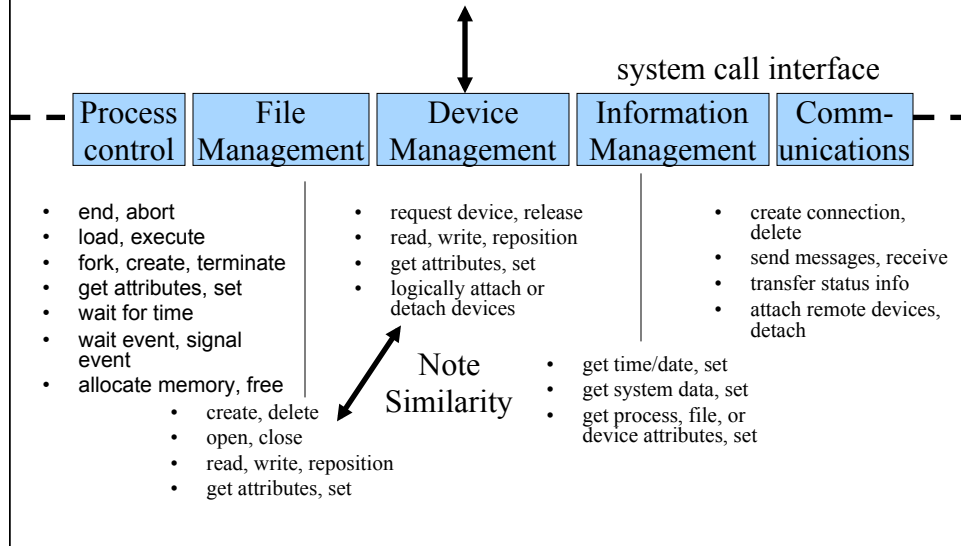 system call interface
Process
control
File
Management
Device
Management
Information
Management
Comm-
unications
• end, abort
• load, execute
• fork, create, terminate
• get attributes, set
• wait for time
• wait event, signal
event
• allocate memory, free
• create, delete
• open, close
• read, write, reposition
• get attributes, set
• request device, release
• read, write, reposition
• get attributes, set
• logically attach or
detach devices
Note
Similarity
• get time/date, set
• get system data, set
• get process, file, or
device attributes, set
• create connection,
delete
• send messages, receive
• transfer status info
• attach remote devices,
detach